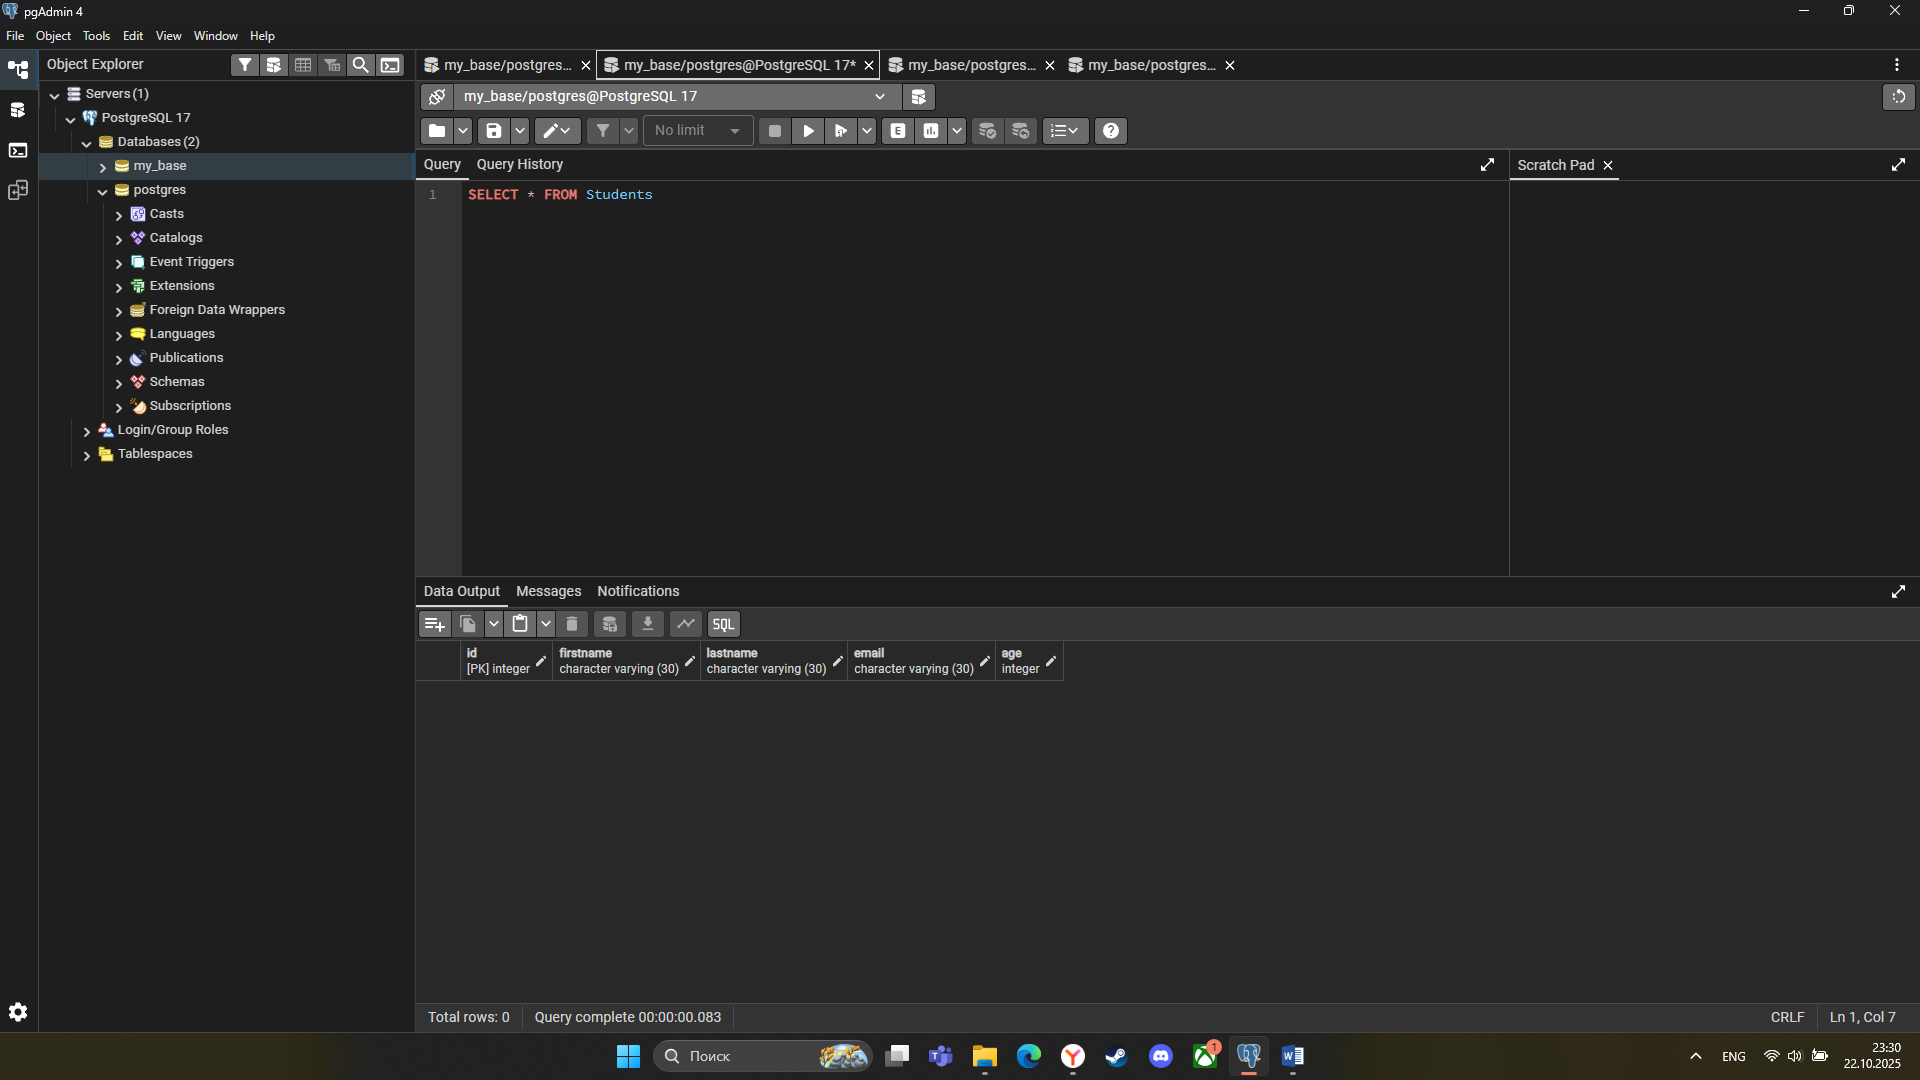 pgAdmin 4
File Object Tools Edit View Window Help
Object Explorer
my_base/postgres...
my_base/postgres@PostgreSQL 17*
my_base/postgres...
my_base/postgres...
Servers (1)
PostgreSQL 17
Databases (2)
my_base
postgres
Casts
Catalogs
Event Triggers
Extensions
Foreign Data Wrappers
Languages
Publications
Schemas
Subscriptions
Login/Group Roles
Tablespaces
my_base/postgres@PostgreSQL 17
No limit
E
Query Query History
Scratch Pad
1 SELECT * FROM Students
Data Output Messages Notifications
SQL
id firstname lastname email age
[PK] integer character varying (30) character varying (30) character varying (30) integer
Total rows: 0 Query complete 00:00:00.083 CRLF Ln 1, Col 7
Поиск
1
ENG
23:30
22.10.2025